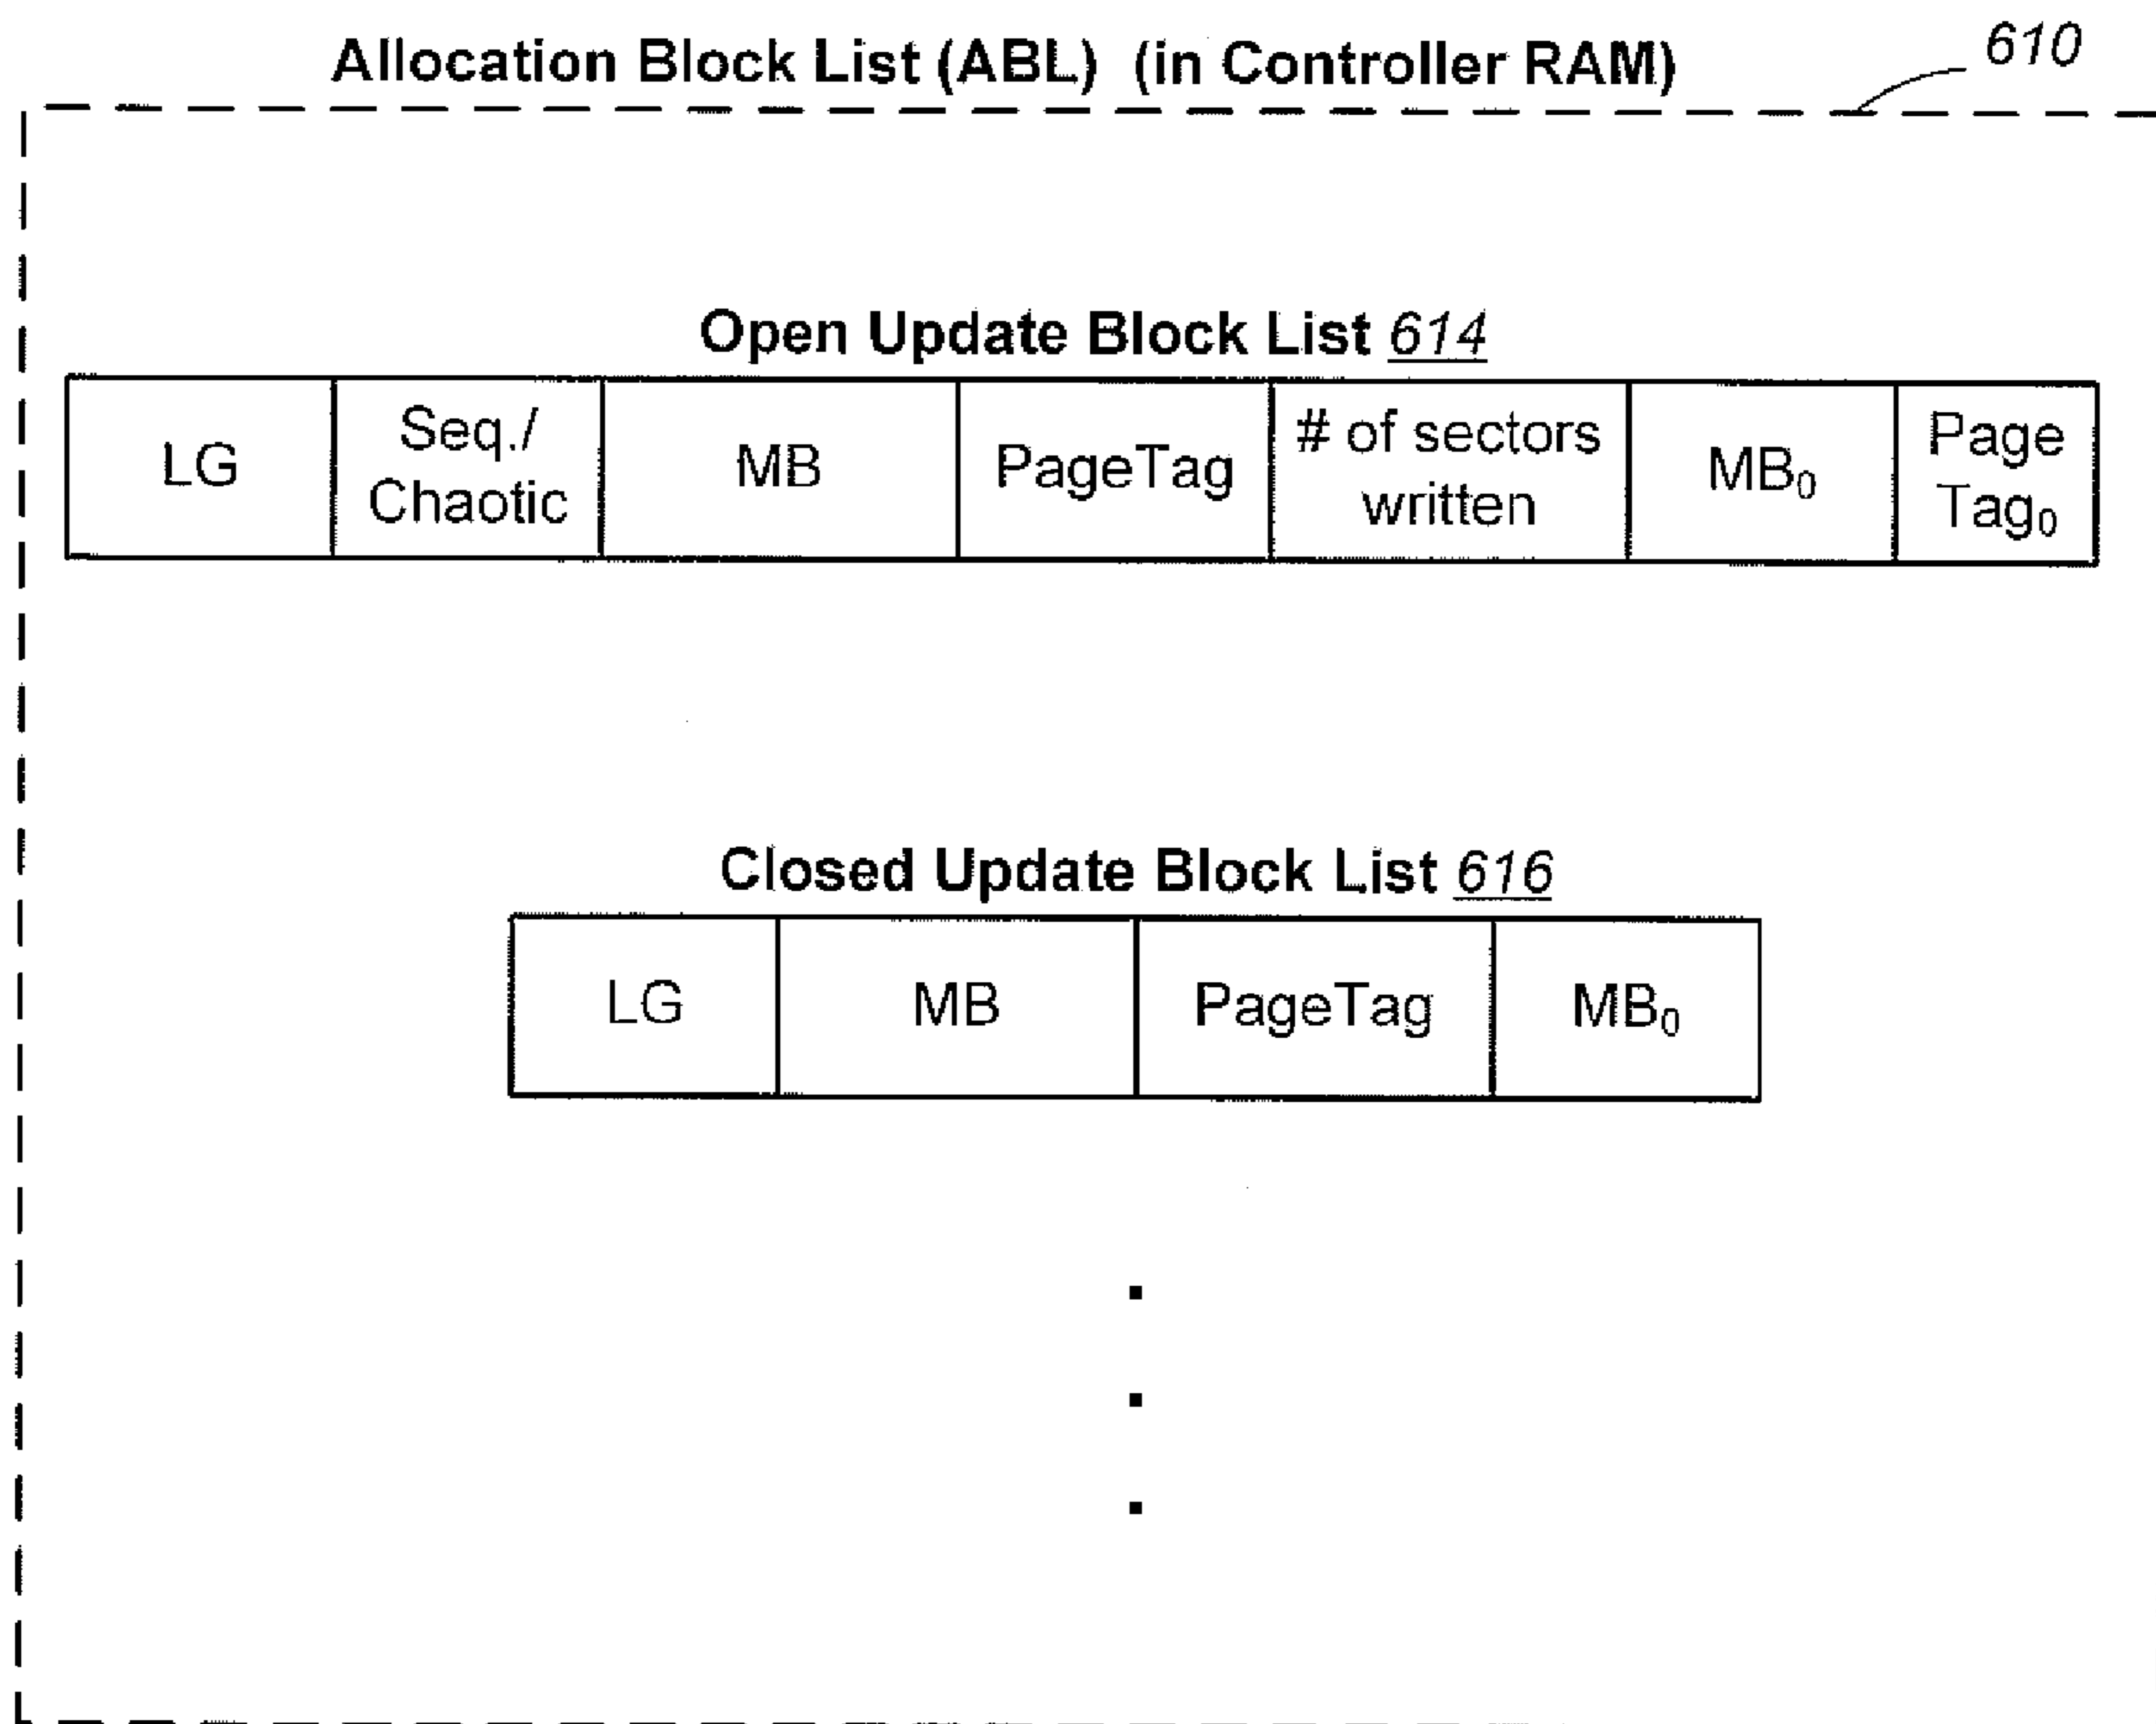 Allocation Block List (ABL) (in Controller RAM)
610
Open Update Block List 614
LG
Seq./
Chaotic
MB
PageTag
# of sectors
written
MB₀
Page
Tag₀
Closed Update Block List 616
LG
MB
PageTag
MB₀